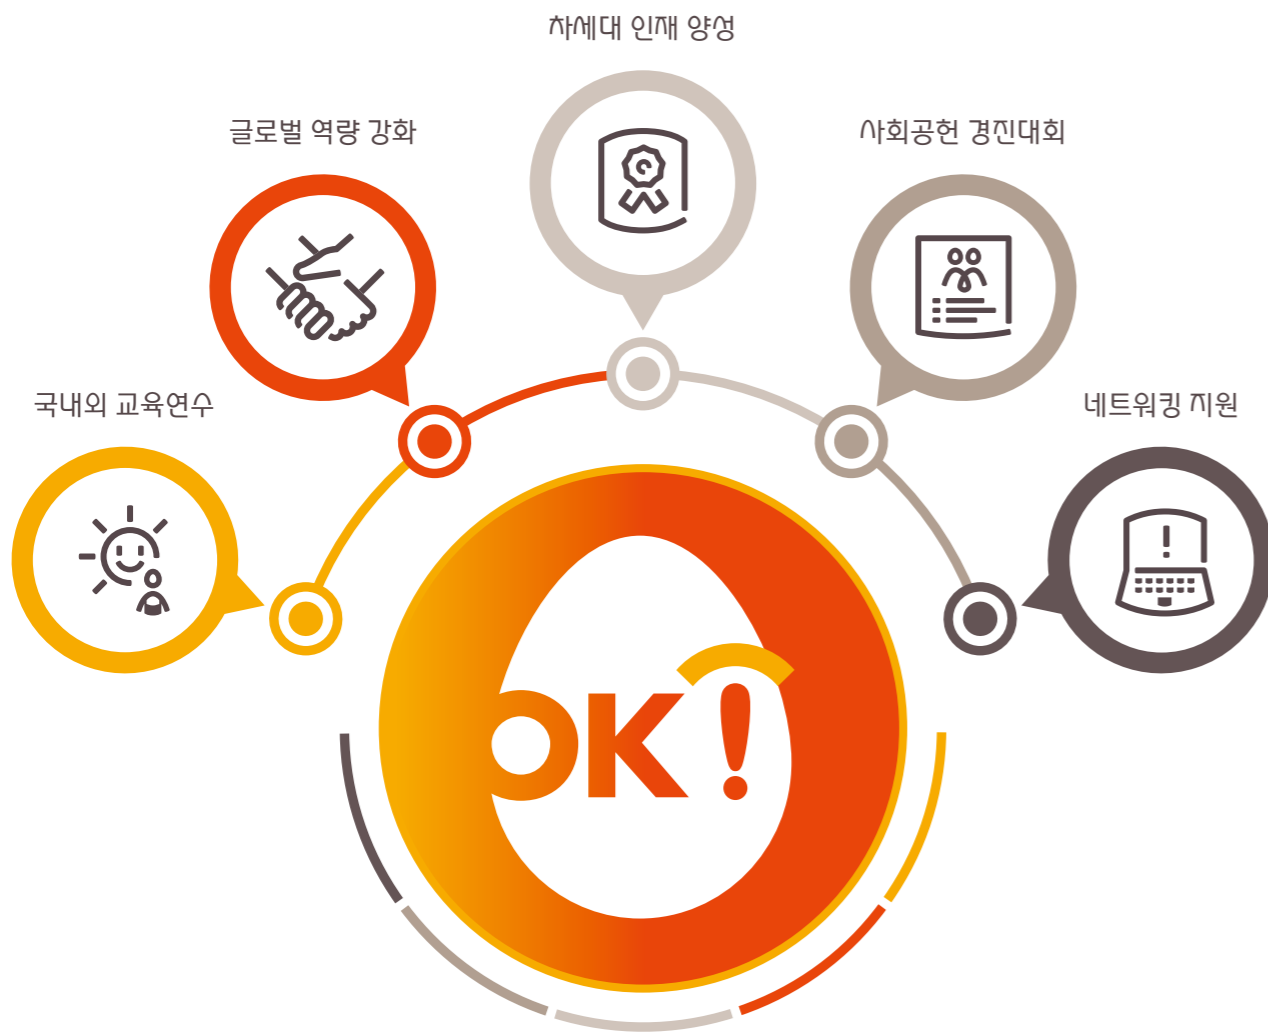 차세대 인재 양성
글로벌 역량 강화
사회공헌 경진대회
국내외 교육연수
네트워킹 지원
OK!